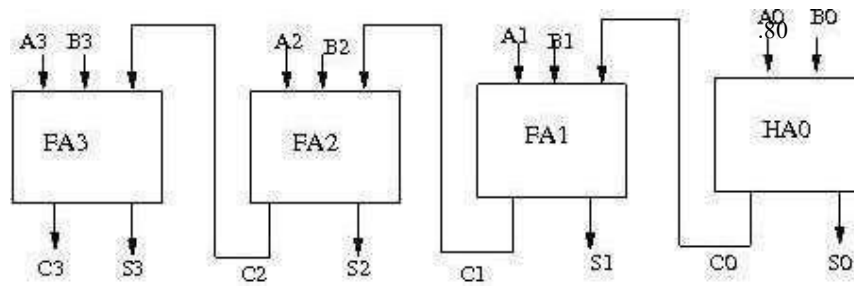 A3 B3 A2 B2 A1 B1 A0 B0
.80
FA3 FA2 FA1 HA0
C3 S3 C2 S2 C1 S1 C0 S0